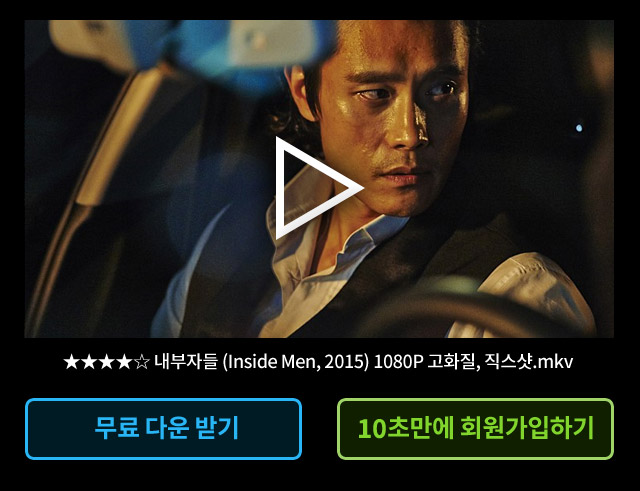 ★★★★☆ 내부자들 (Inside Men, 2015) 1080P 고화질, 직스샷.mkv
무료 다운 받기
10초만에 회원가입하기